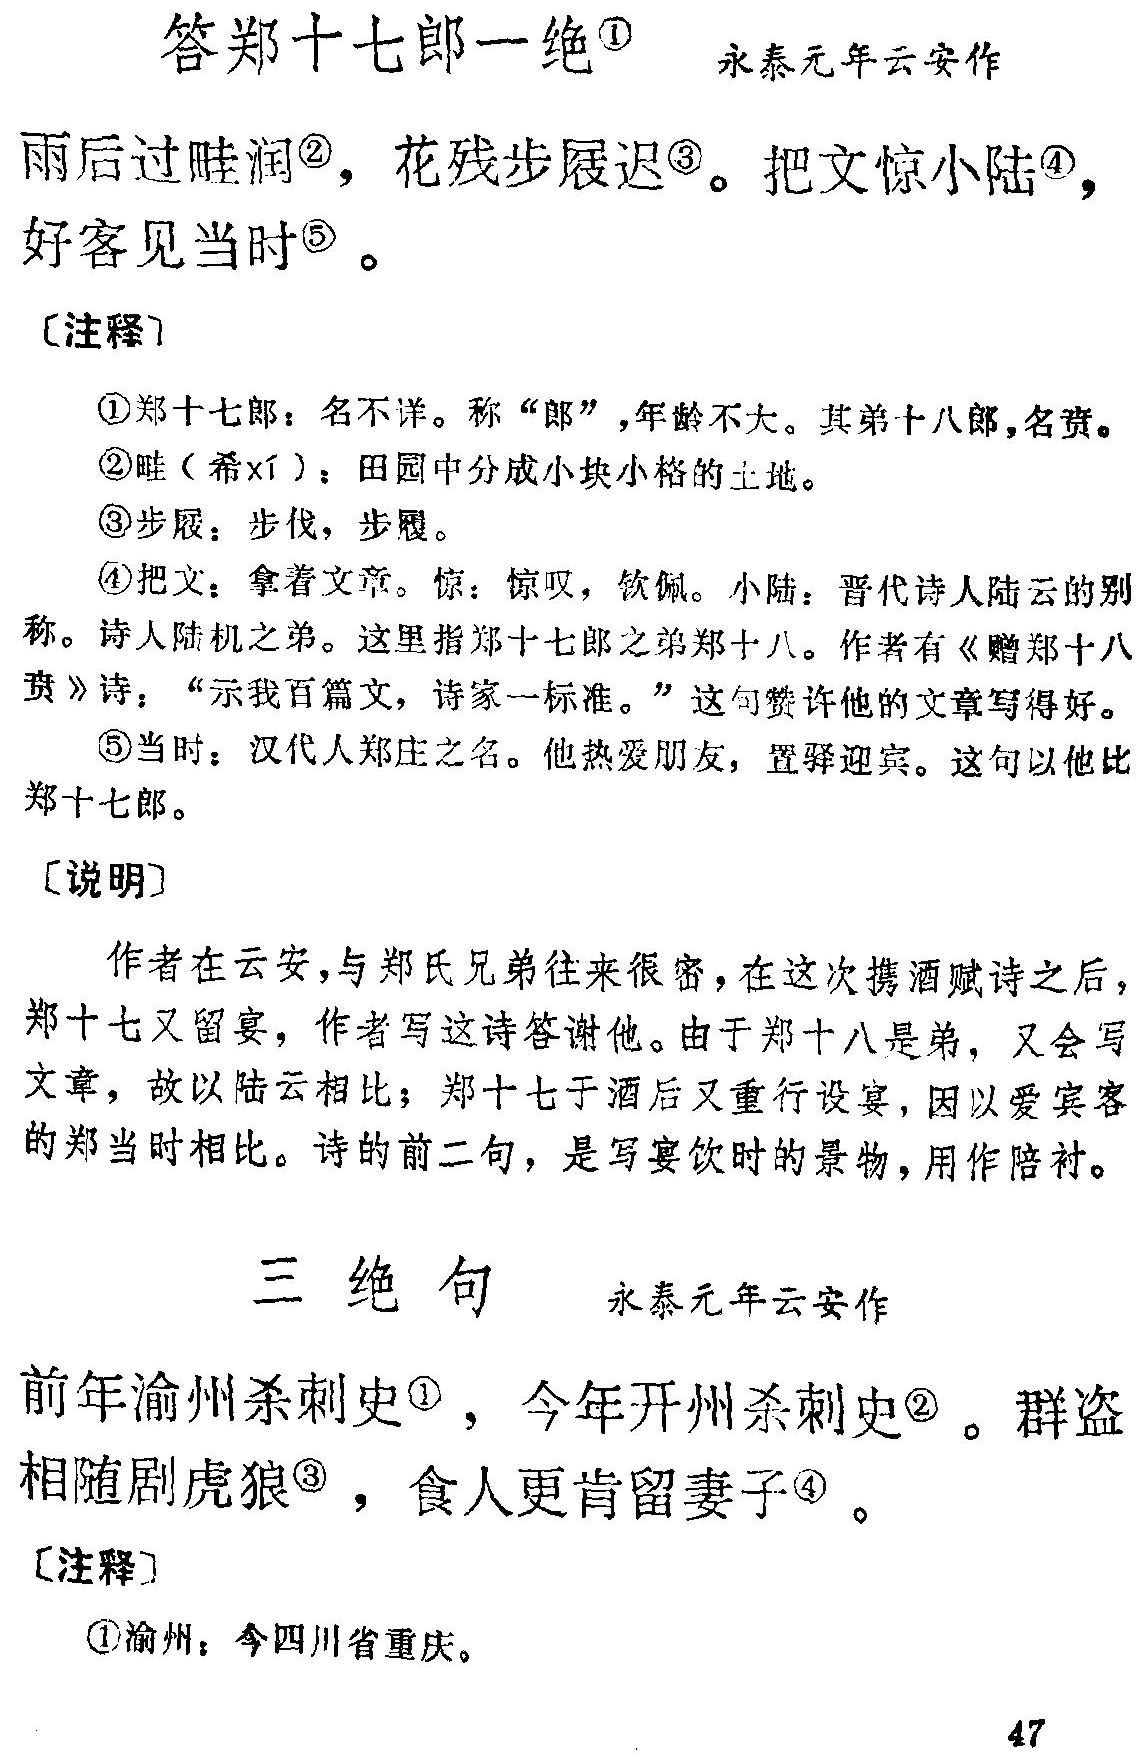 答郑十七郎一绝① 永泰元年云安作
雨后过畦润②，花残步屐迟③。把文惊小陆④，
好客见当时⑤。
〔注释〕
①郑十七郎：名不详。称“郎”，年龄不大。其弟十八郎，名贲。
②畦（希xí）：田园中分成小块小格的土地。
③步屐：步伐，步履。
④把文：拿着文章。惊：惊叹，钦佩。小陆：晋代诗人陆云的别
称。诗人陆机之弟。这里指郑十七郎之弟郑十八。作者有《赠郑十八
贲》诗：“示我百篇文，诗家一标准。”这句赞许他的文章写得好。
⑤当时：汉代人郑庄之名。他热爱朋友，置驿迎宾。这句以他比
郑十七郎。
〔说明〕
作者在云安，与郑氏兄弟往来很密，在这次携酒赋诗之后，
郑十七又留宴，作者写这诗答谢他。由于郑十八是弟，又会写
文章，故以陆云相比；郑十七于酒后又重行设宴，因以爱宾客
的郑当时相比。诗的前二句，是写宴饮时的景物，用作陪衬。
三绝句 永泰元年云安作
前年渝州杀刺史①，今年开州杀刺史②。群盗
相随剧虎狼③，食人更肯留妻子④。
〔注释〕
①渝州：今四川省重庆。
47